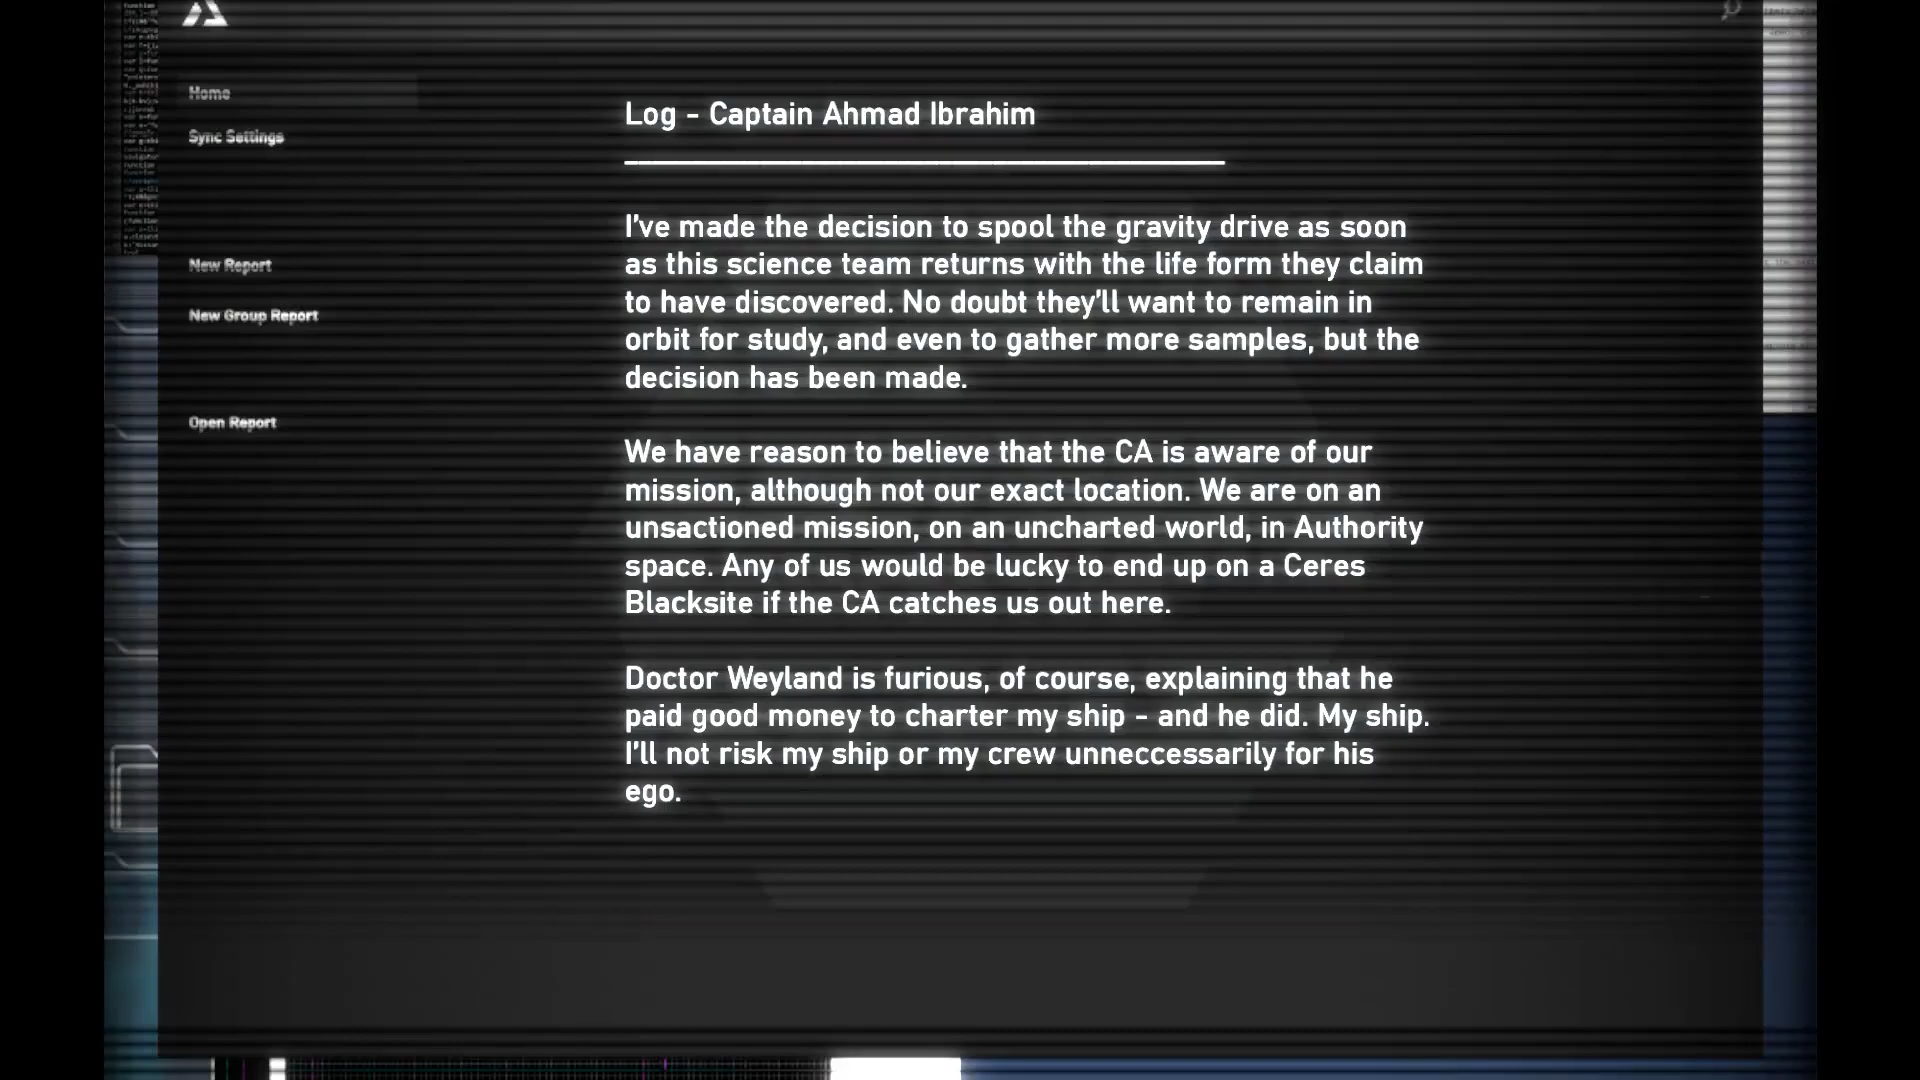 Home
Sync Settings
New Report
New Group Report
Open Report
Log - Captain Ahmad Ibrahim
I've made the decision to spool the gravity drive as soon
as this science team returns with the life form they claim
to have discovered. No doubt they'll want to remain in
orbit for study, and even to gather more samples, but the
decision has been made.
We have reason to believe that the CA is aware of our
mission, although not our exact location. We are on an
unsactioned mission, on an uncharted world, in Authority
space. Any of us would be lucky to end up on a Ceres
Blacksite if the CA catches us out here.
Doctor Weyland is furious, of course, explaining that he
paid good money to charter my ship - and he did. My ship.
I'll not risk my ship or my crew unneccessarily for his
ego.